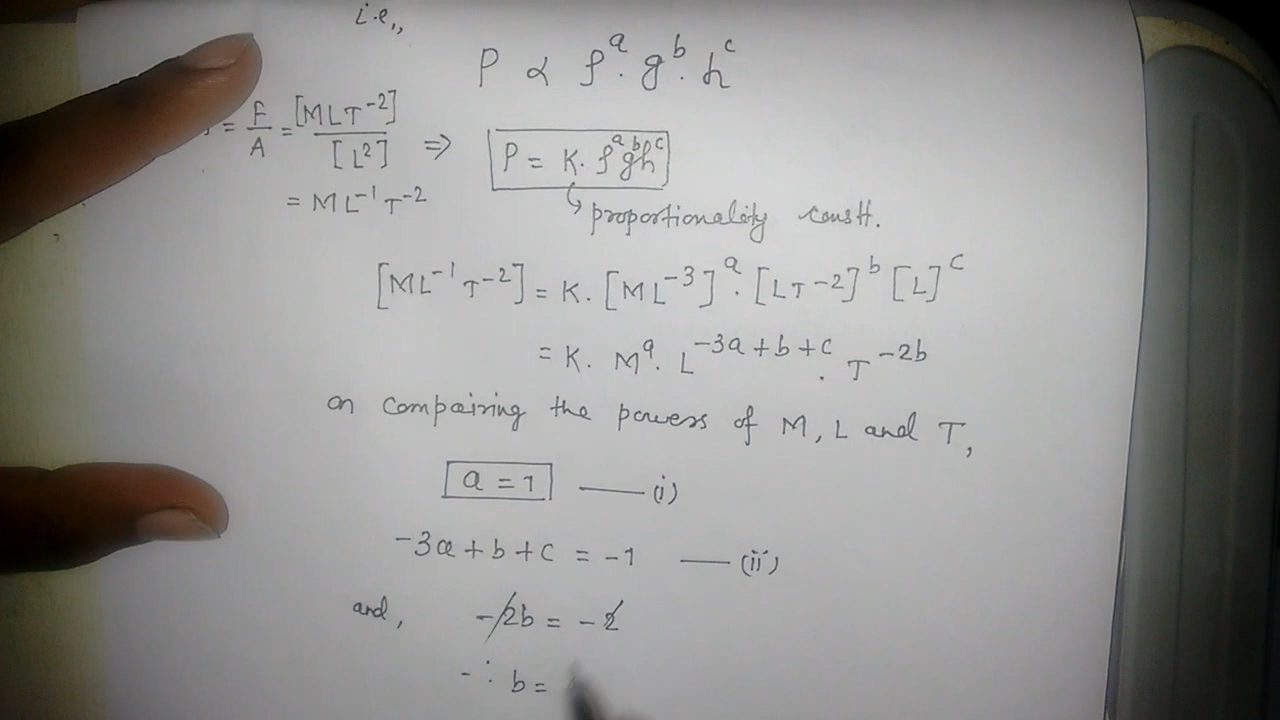 i.e.,,
P ∝ ρ^a . g^b . h^c
= F/A = [MLT^-2]/[L^2] ⇒ P = K. ρ^a g^b h^c
= ML^-1 T^-2
proportionality constt.
[ML^-1 T^-2] = K. [ML^-3]^a . [LT^-2]^b [L]^c
= K. M^a . L^-3a+b+c . T^-2b
on compairing the powers of M, L and T,
a = 1 —— (i)
-3a + b + c = -1 —— (ii)
and, -2b = -2
∴ b =